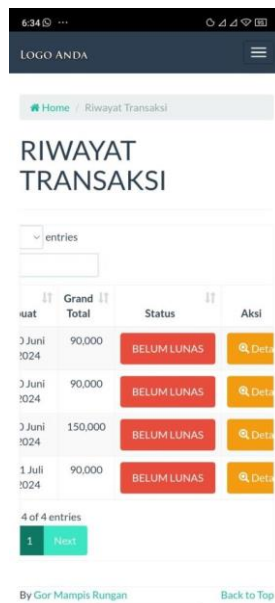 6:34
LOGO ANDA
Home / Riwayat Transaksi
RIWAYAT
TRANSAKSI
entries
Grand
Total Status Aksi
Juni 90,000 BELUM LUNAS
2024
Juni 90,000 BELUM LUNAS
2024
Juni 150,000 BELUM LUNAS
2024
1 Juli 90,000 BELUM LUNAS
2024
4 of 4 entries
1 Next
By Gor Mampis Rungan Back to Top